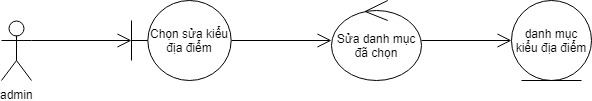 Chọn sửa kiểu
địa điểm
Sửa danh mục
đã chọn
danh mục
kiểu địa điểm
admin